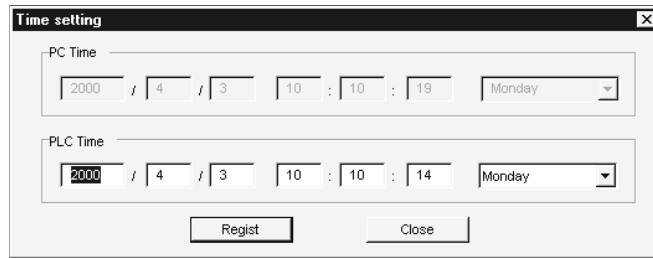 Time setting
PC Time
2000 / 4 / 3 10 : 10 : 19 Monday
PLC Time
2000 / 4 / 3 10 : 10 : 14 Monday
Regist Close